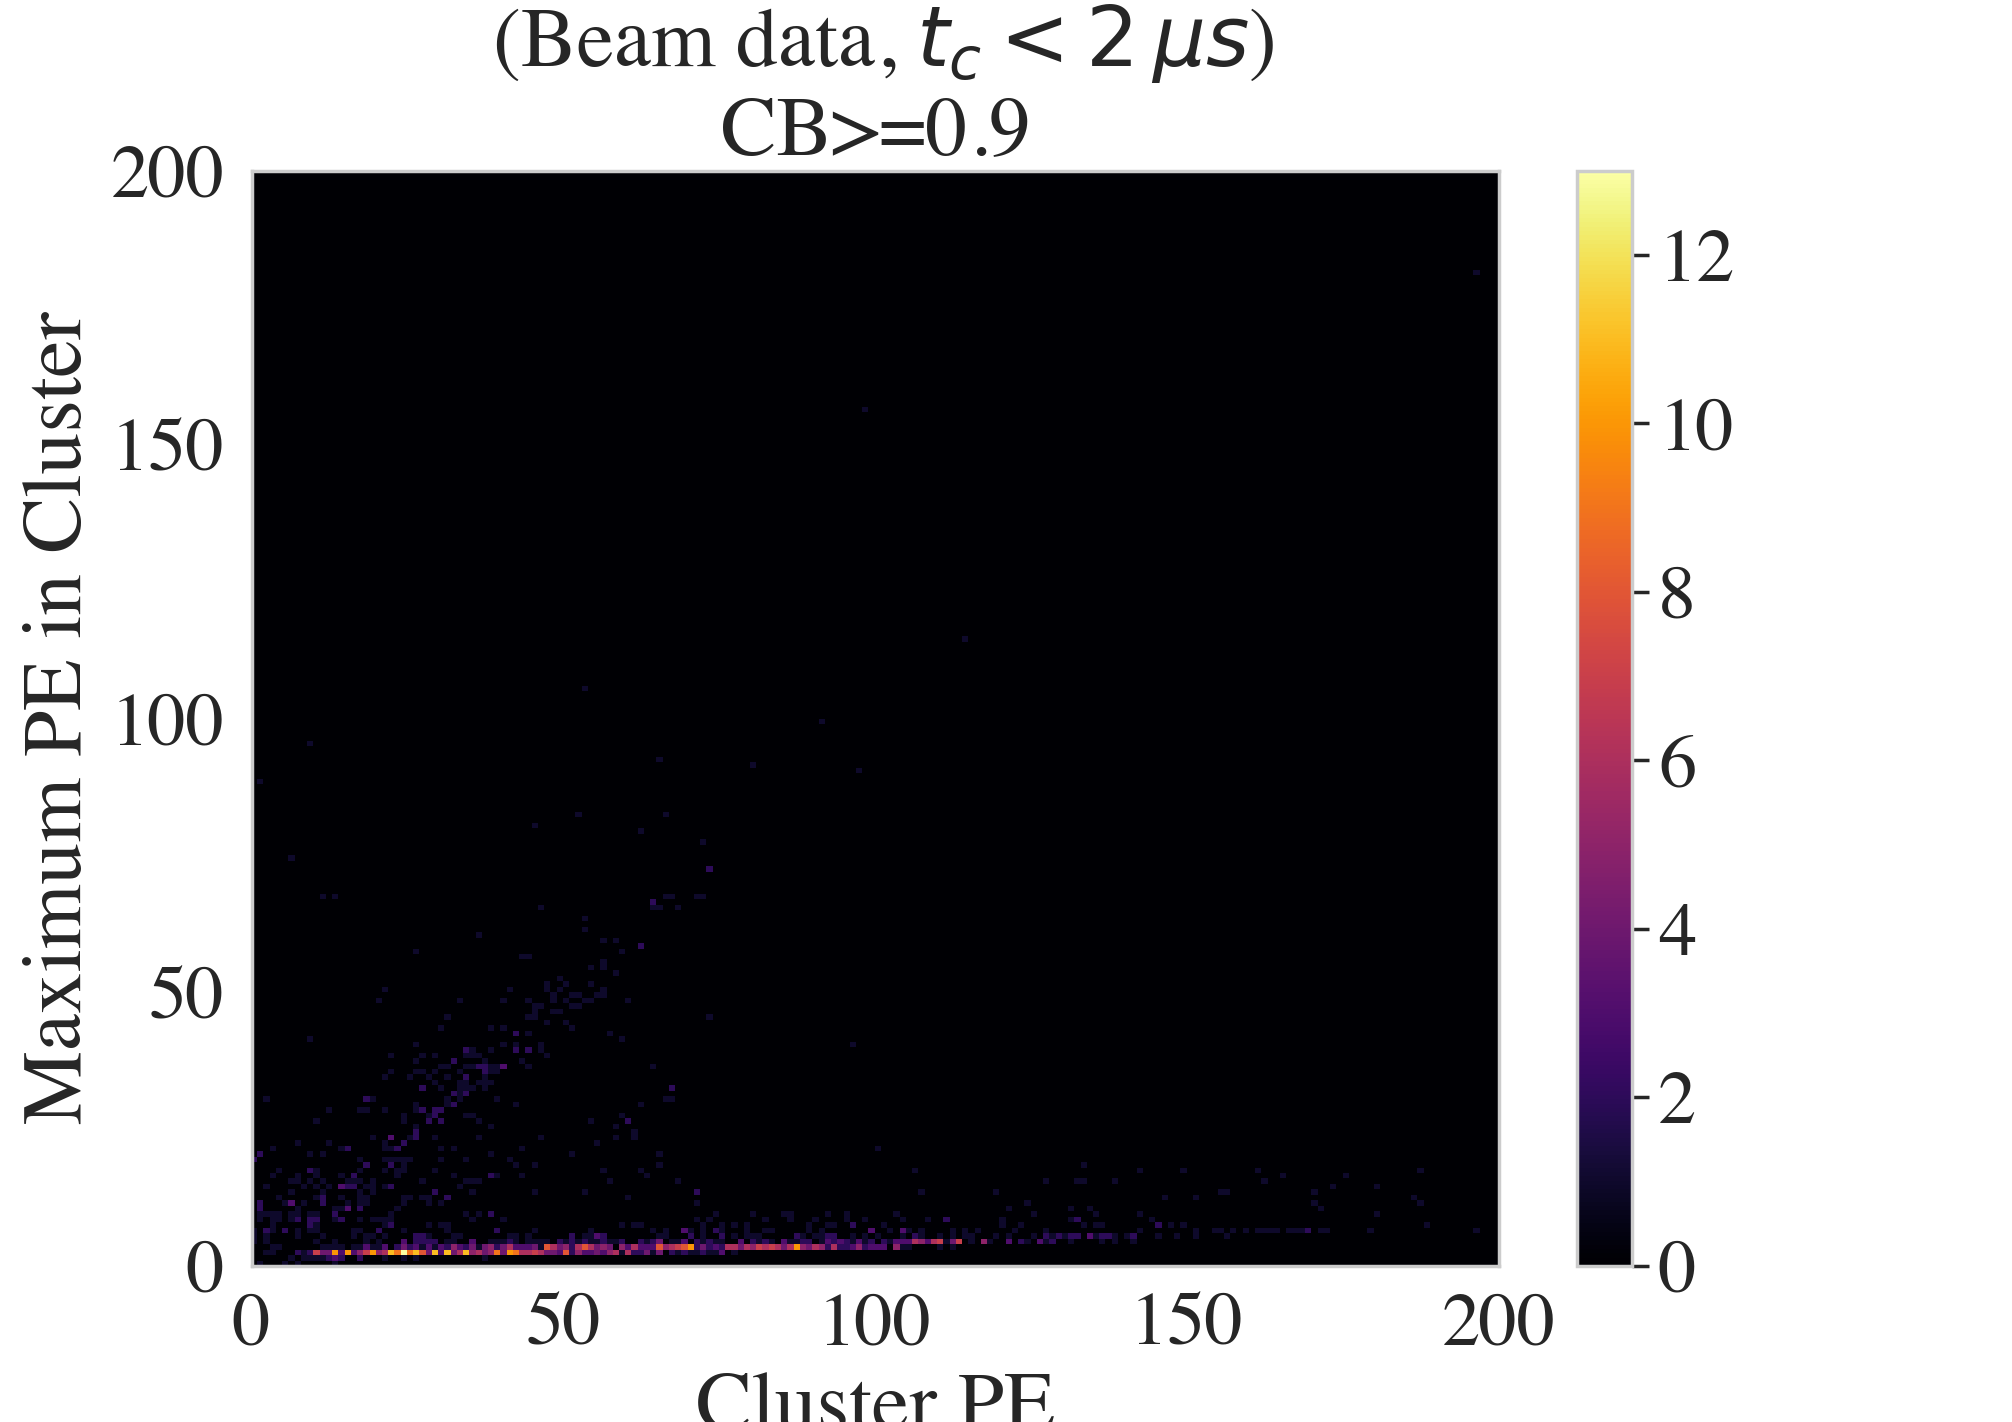 (Beam data, t_c < 2 μs)
CB>=0.9
200
150
100
50
0
Maximum PE in Cluster
0 50 100 150 200
Cluster PE
12
10
8
6
4
2
0